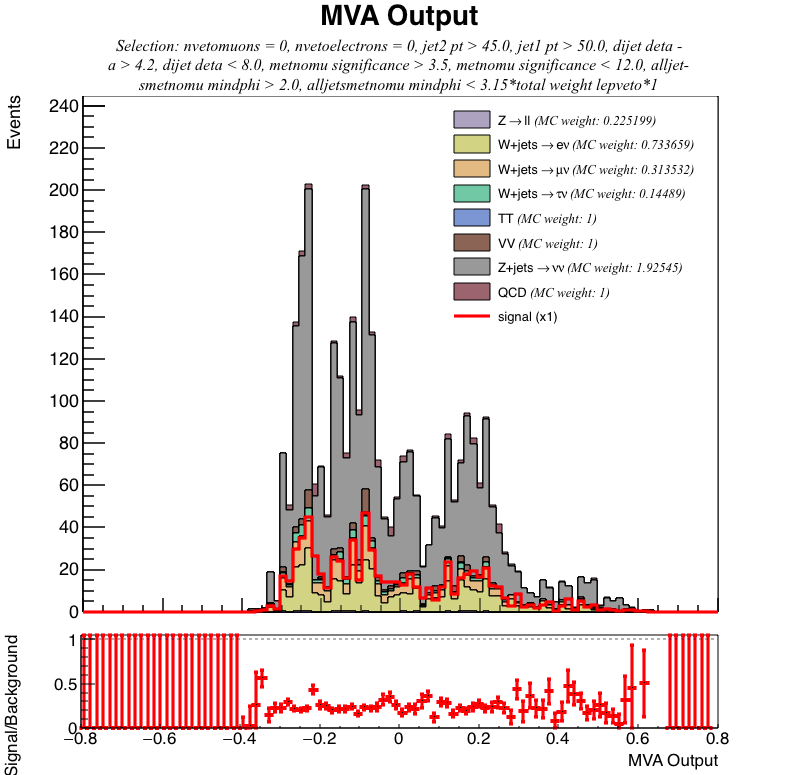 MVA Output
Selection: nvetomuons = 0, nvetoelectrons = 0, jet2 pt > 45.0, jet1 pt > 50.0, dijet deta -
a > 4.2, dijet deta < 8.0, metnomu significance > 3.5, metnomu significance < 12.0, alljet-
smetnomu mindphi > 2.0, alljetsmetnomu mindphi < 3.15*total weight lepveto*1
Events
240
220
200
180
160
140
120
100
80
60
40
20
0
Z→ll (MC weight: 0.225199)
W+jets→eν (MC weight: 0.733659)
W+jets→μν (MC weight: 0.313532)
W+jets→τν (MC weight: 0.14489)
TT (MC weight: 1)
VV (MC weight: 1)
Z+jets→νν (MC weight: 1.92545)
QCD (MC weight: 1)
signal (x1)
Signal/Background
1
0.5
0
−0.8 −0.6 −0.4 −0.2 0 0.2 0.4 0.6 0.8
MVA Output